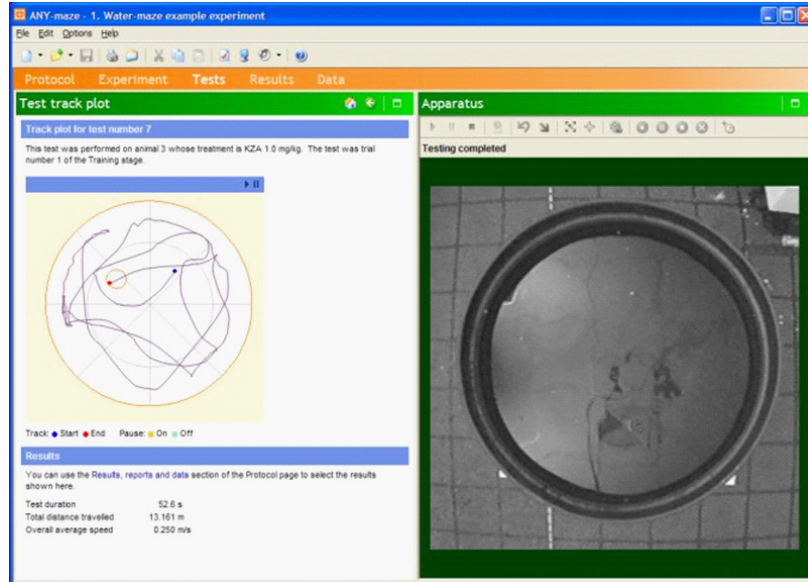 ANY-maze - 1. Water-maze example experiment
File Edit Options Help
Protocol Experiment Tests Results Data
Test track plot
Apparatus
Track plot for test number 7
Testing completed
This test was performed on animal 3 whose treatment is KZA 1.0 mg/kg. The test was trial
number 1 of the Training stage.
Track: Start End Pause: On Off
Results
You can use the Results, reports and data section of the Protocol page to select the results
shown here.
Test duration 52.6 s
Total distance travelled 13.161 m
Overall average speed 0.250 m/s